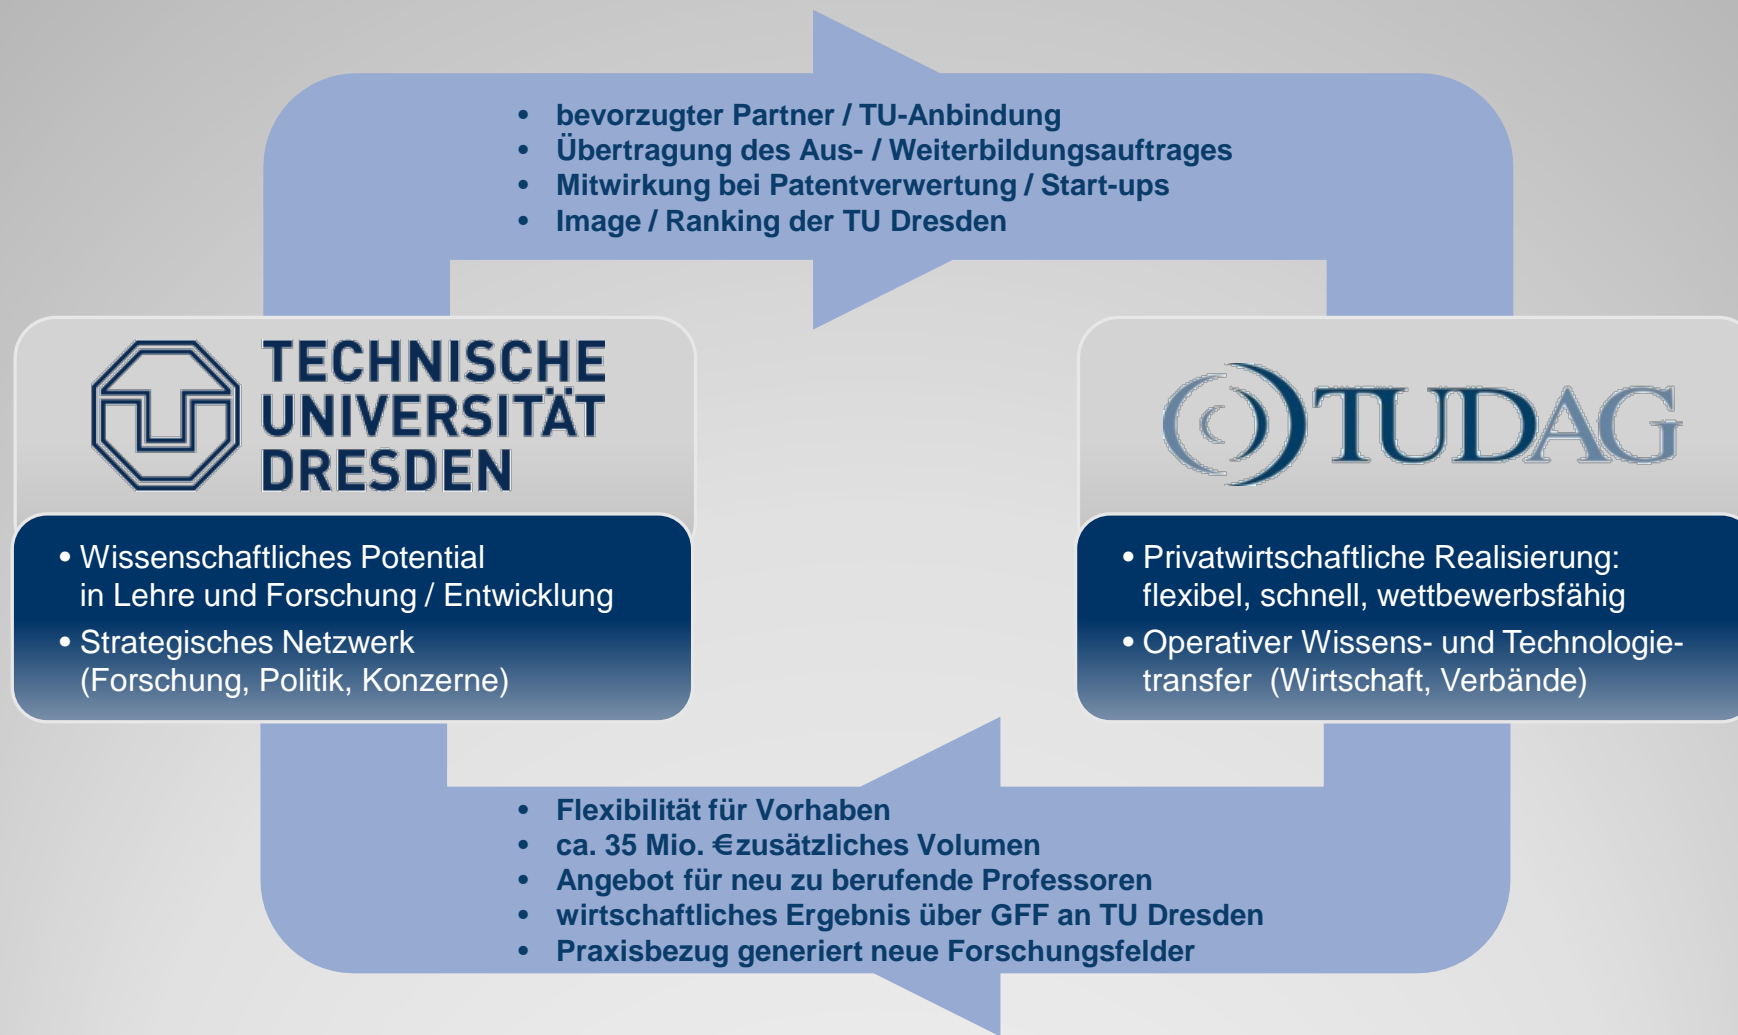 • bevorzugter Partner / TU-Anbindung
• Übertragung des Aus- / Weiterbildungsauftrages
• Mitwirkung bei Patentverwertung / Start-ups
• Image / Ranking der TU Dresden
TECHNISCHE
UNIVERSITÄT
DRESDEN
• Wissenschaftliches Potential
in Lehre und Forschung / Entwicklung
• Strategisches Netzwerk
(Forschung, Politik, Konzerne)
TUDAG
• Privatwirtschaftliche Realisierung:
flexibel, schnell, wettbewerbsfähig
• Operativer Wissens- und Technologie-
transfer (Wirtschaft, Verbände)
• Flexibilität für Vorhaben
• ca. 35 Mio. €zusätzliches Volumen
• Angebot für neu zu berufende Professoren
• wirtschaftliches Ergebnis über GFF an TU Dresden
• Praxisbezug generiert neue Forschungsfelder